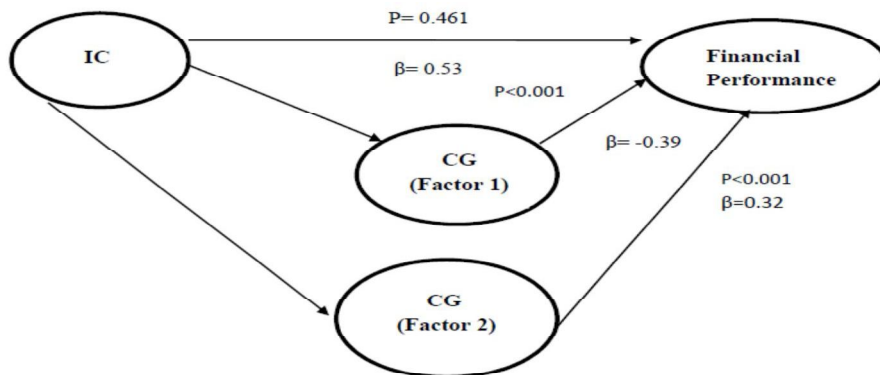 P= 0.461
IC
Financial
Performance
β= 0.53
P<0.001
CG
(Factor 1)
β= -0.39
P<0.001
β=0.32
CG
(Factor 2)